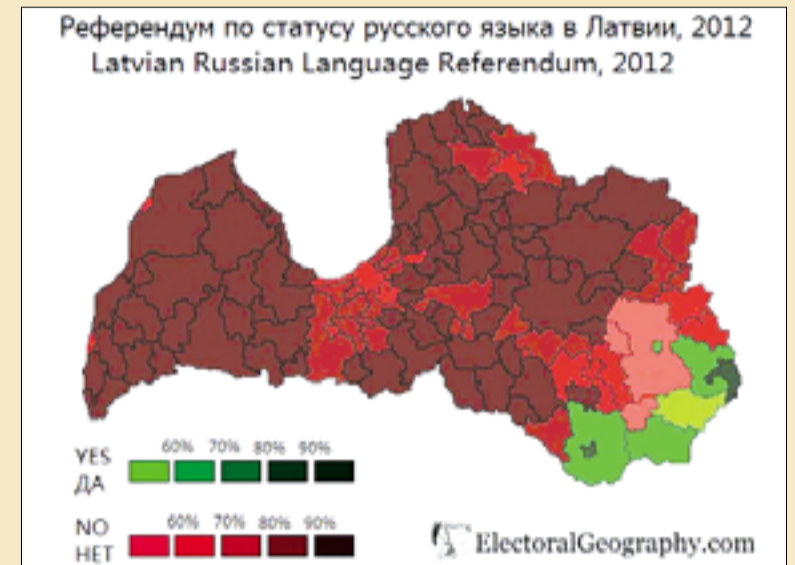 Референдум по статусу русского языка в Латвии, 2012
Latvian Russian Language Referendum, 2012
60% 70% 80% 90%
YES
ДА
60% 70% 80% 90%
NO
НЕТ
ElectoralGeography.com